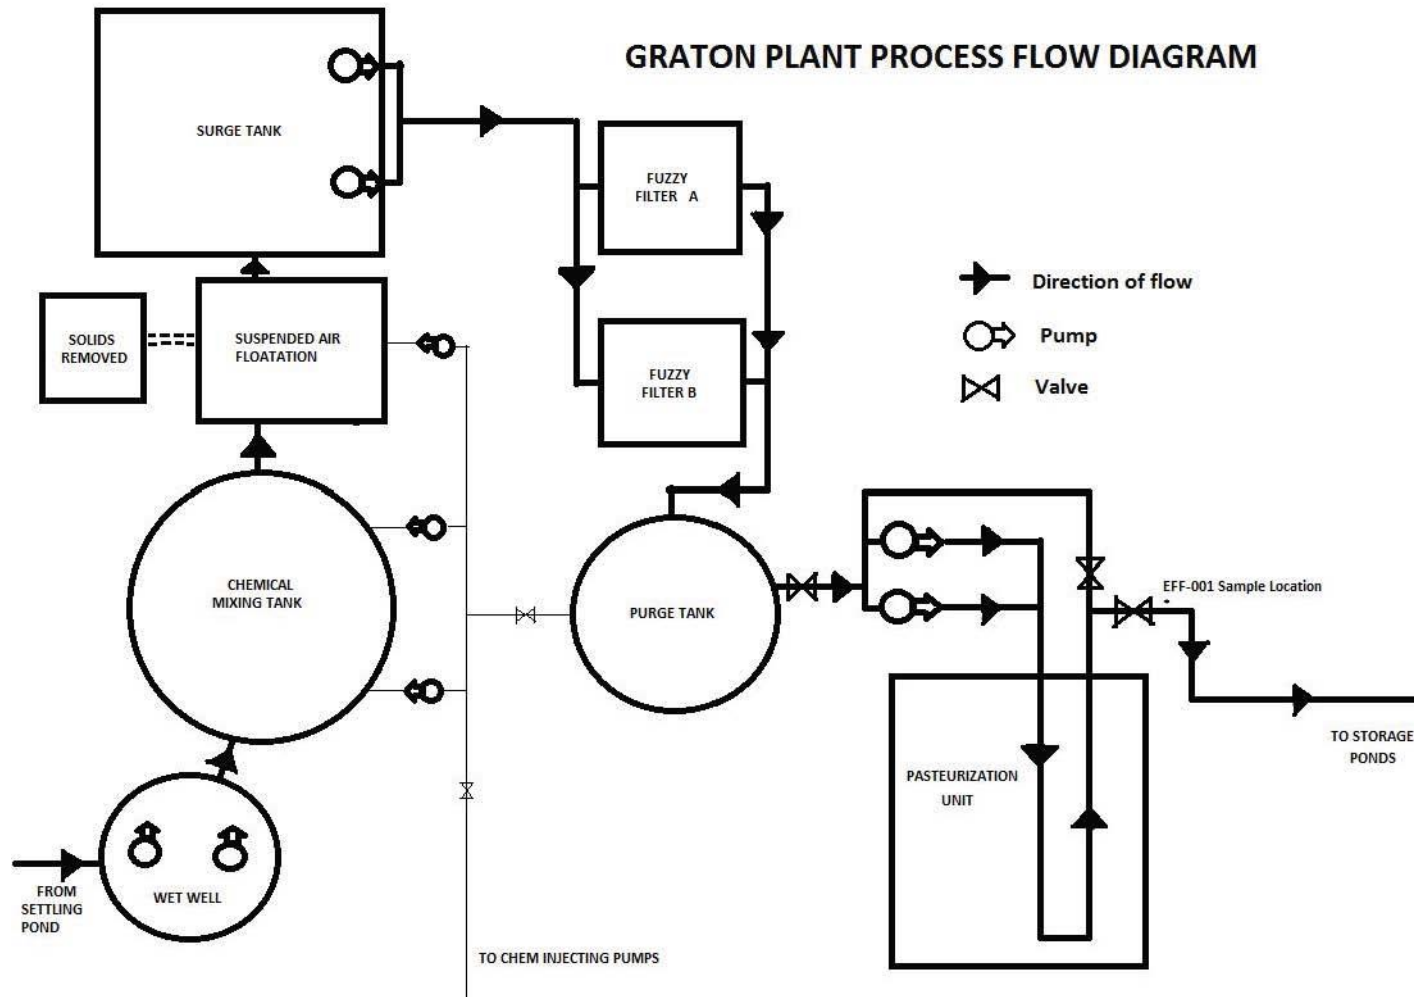 GRATON PLANT PROCESS FLOW DIAGRAM
SURGE TANK
FUZZY
FILTER A
Direction of flow
Pump
Valve
SOLIDS
REMOVED
SUSPENDED AIR
FLOATATION
FUZZY
FILTER B
CHEMICAL
MIXING TANK
PURGE TANK
EFF-001 Sample Location
TO STORAGE
PONDS
PASTEURIZATION
UNIT
FROM
SETTLING
POND
WET WELL
TO CHEM INJECTING PUMPS